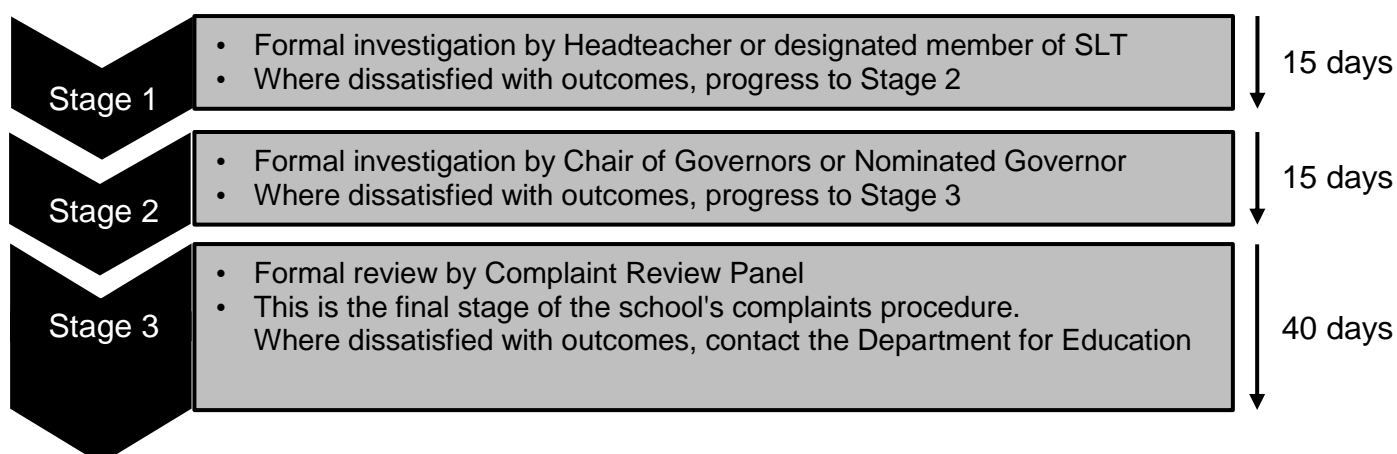 Stage 1
• Formal investigation by Headteacher or designated member of SLT
• Where dissatisfied with outcomes, progress to Stage 2
15 days
Stage 2
• Formal investigation by Chair of Governors or Nominated Governor
• Where dissatisfied with outcomes, progress to Stage 3
15 days
Stage 3
• Formal review by Complaint Review Panel
• This is the final stage of the school's complaints procedure.
Where dissatisfied with outcomes, contact the Department for Education
40 days